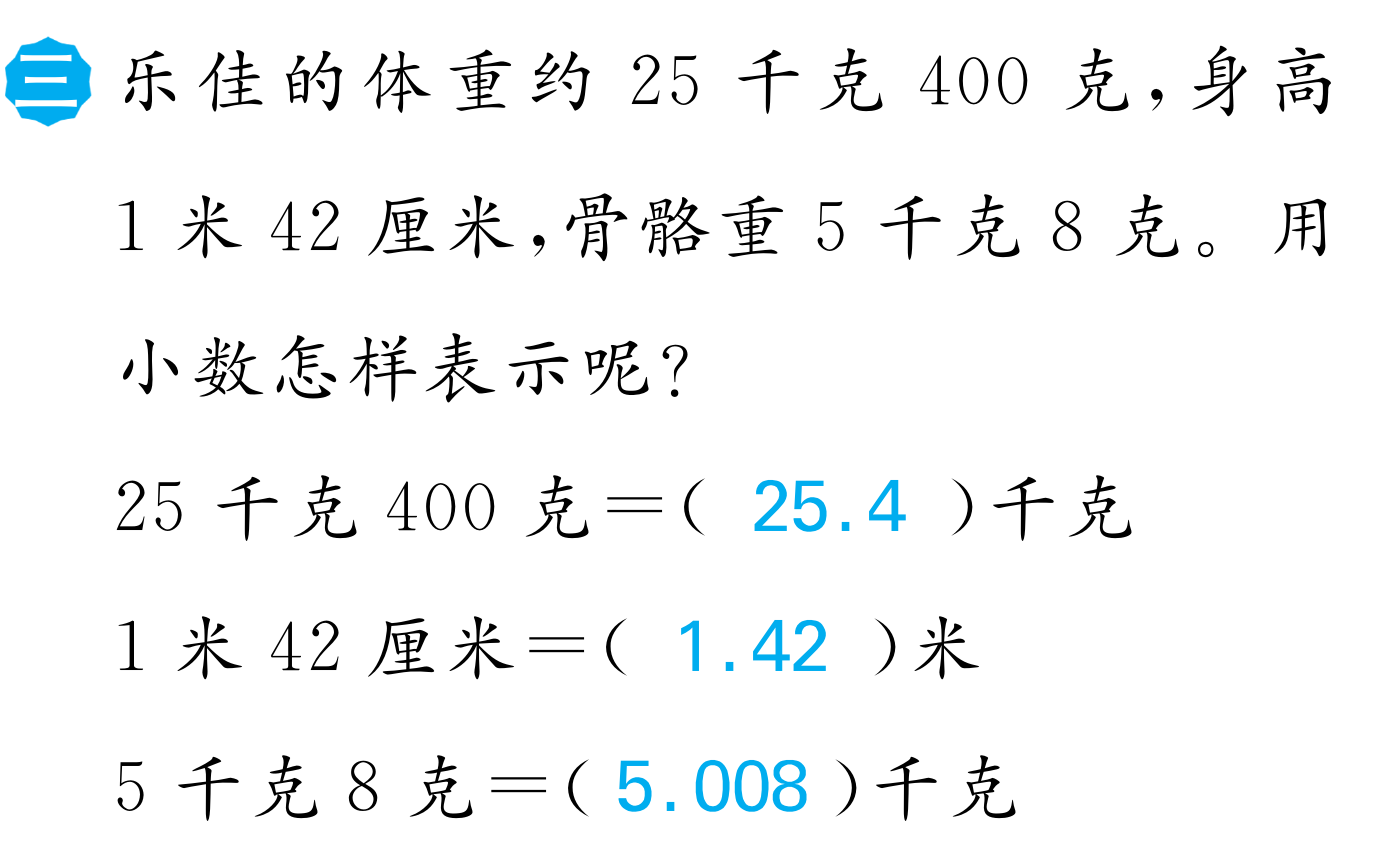 三 乐佳的体重约 25 千克 400 克,身高
1 米 42 厘米,骨骼重 5 千克 8 克。用
小数怎样表示呢?
25 千克 400 克=( 25.4 )千克
1 米 42 厘米=( 1.42 )米
5 千克 8 克=( 5.008 )千克